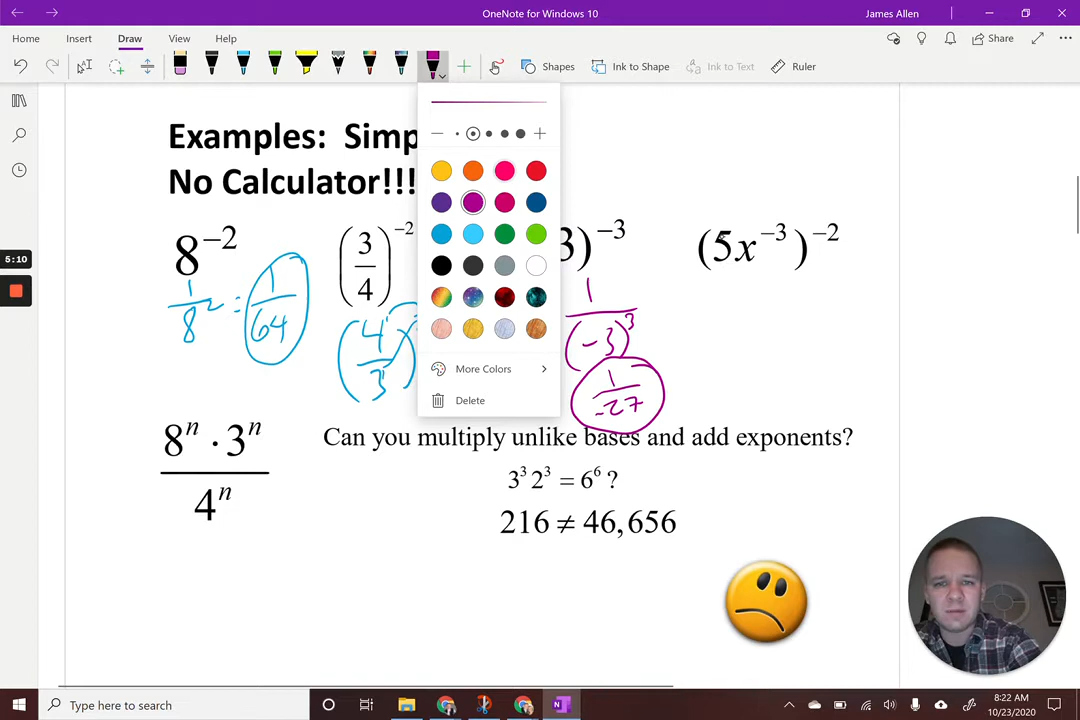 OneNote for Windows 10
James Allen
Home Insert Draw View Help
Share
Shapes
Ink to Shape
Ink to Text
Ruler
Examples: Simp
No Calculator!!!
8^{-2}
(3/4)^{-2}
3)^{-3}
(5x^{-3})^{-2}
1/8^2 = 1/64
(4/3)
1/(-3)^3
1/-27
More Colors
Delete
5:10
8^n · 3^n
4^n
Can you multiply unlike bases and add exponents?
3^3 2^3 = 6^6 ?
216 ≠ 46,656
Type here to search
8:22 AM
10/23/2020